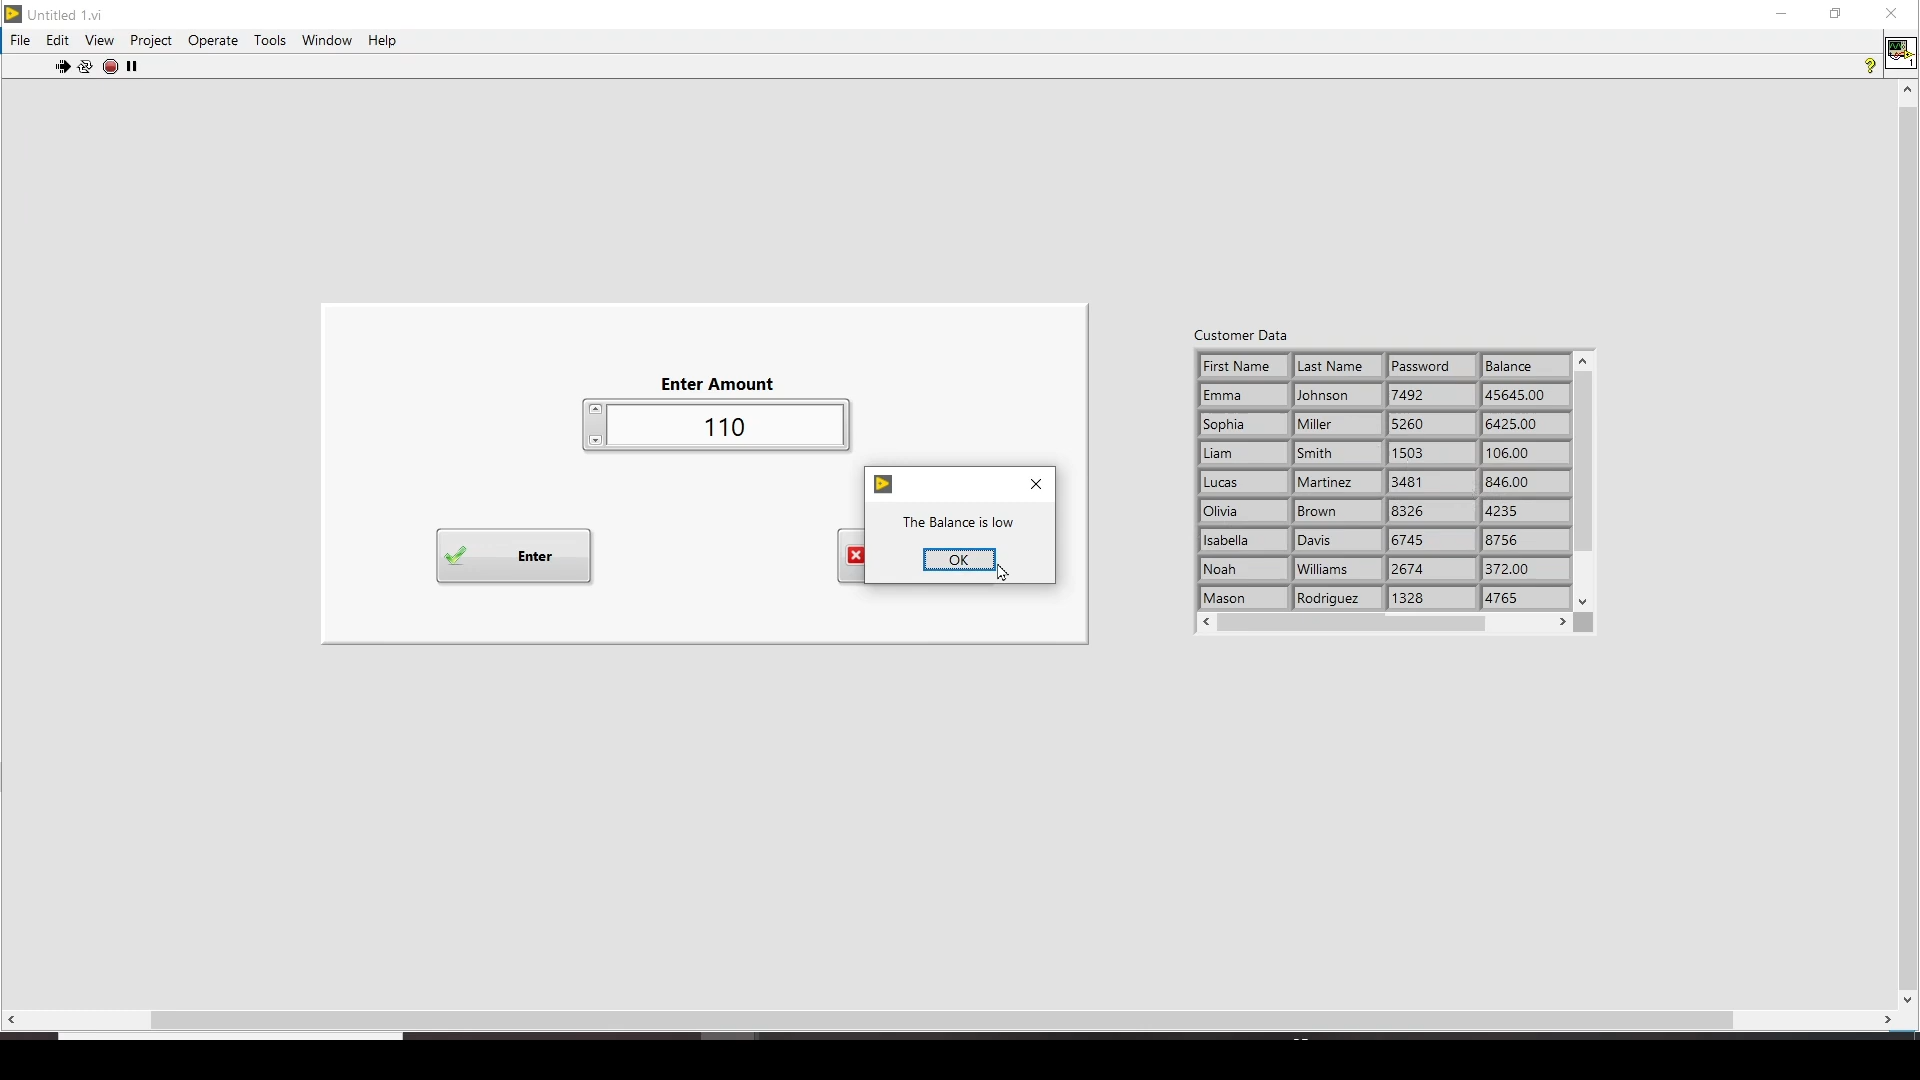 Untitled 1.vi
File Edit View Project Operate Tools Window Help
?
1
Enter Amount
110
The Balance is low
OK
Enter
Customer Data
First Name Last Name Password Balance
Emma Johnson 7492 45645.00
Sophia Miller 5260 6425.00
Liam Smith 1503 106.00
Lucas Martinez 3481 846.00
Olivia Brown 8326 4235
Isabella Davis 6745 8756
Noah Williams 2674 372.00
Mason Rodriguez 1328 4765